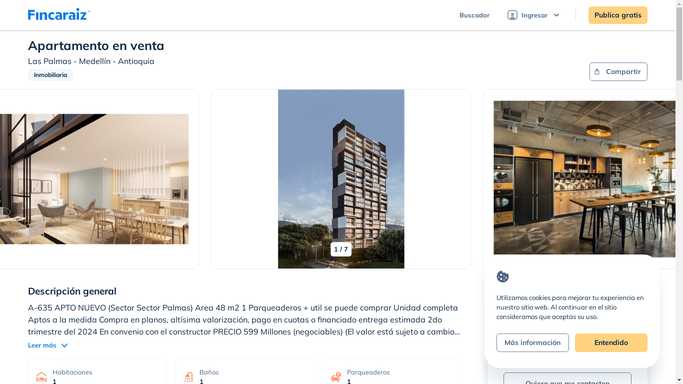 Fincaraiz
Buscador
Ingresar
Publica gratis
Apartamento en venta
Las Palmas - Medellín - Antioquia
Inmobiliaria
Compartir
1 / 7
Descripción general
A-635 APTO NUEVO (Sector Sector Palmas) Area 48 m2 1 Parqueaderos + util se puede comprar Unidad completa
Aptos a la medida Compra en planos, altísima valorización, pago en cuotas o financiado entrega estimada 2do
trimestre del 2024 En convenio con el constructor PRECIO 599 Millones (negociables) (El valor está sujeto a cambio...
Leer más
Habitaciones
1
Baños
1
Parqueaderos
1
Utilizamos cookies para mejorar tu experiencia en
nuestro sitio web. Al continuar en el sitio
consideramos que aceptas su uso.
Más información
Entendido
Quiero que me contacten